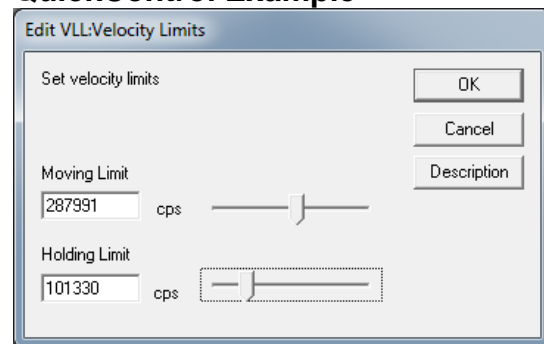 QuickControl Example
Edit VLL:Velocity Limits
Set velocity limits
OK
Cancel
Description
Moving Limit
287991 cps
Holding Limit
101330 cps